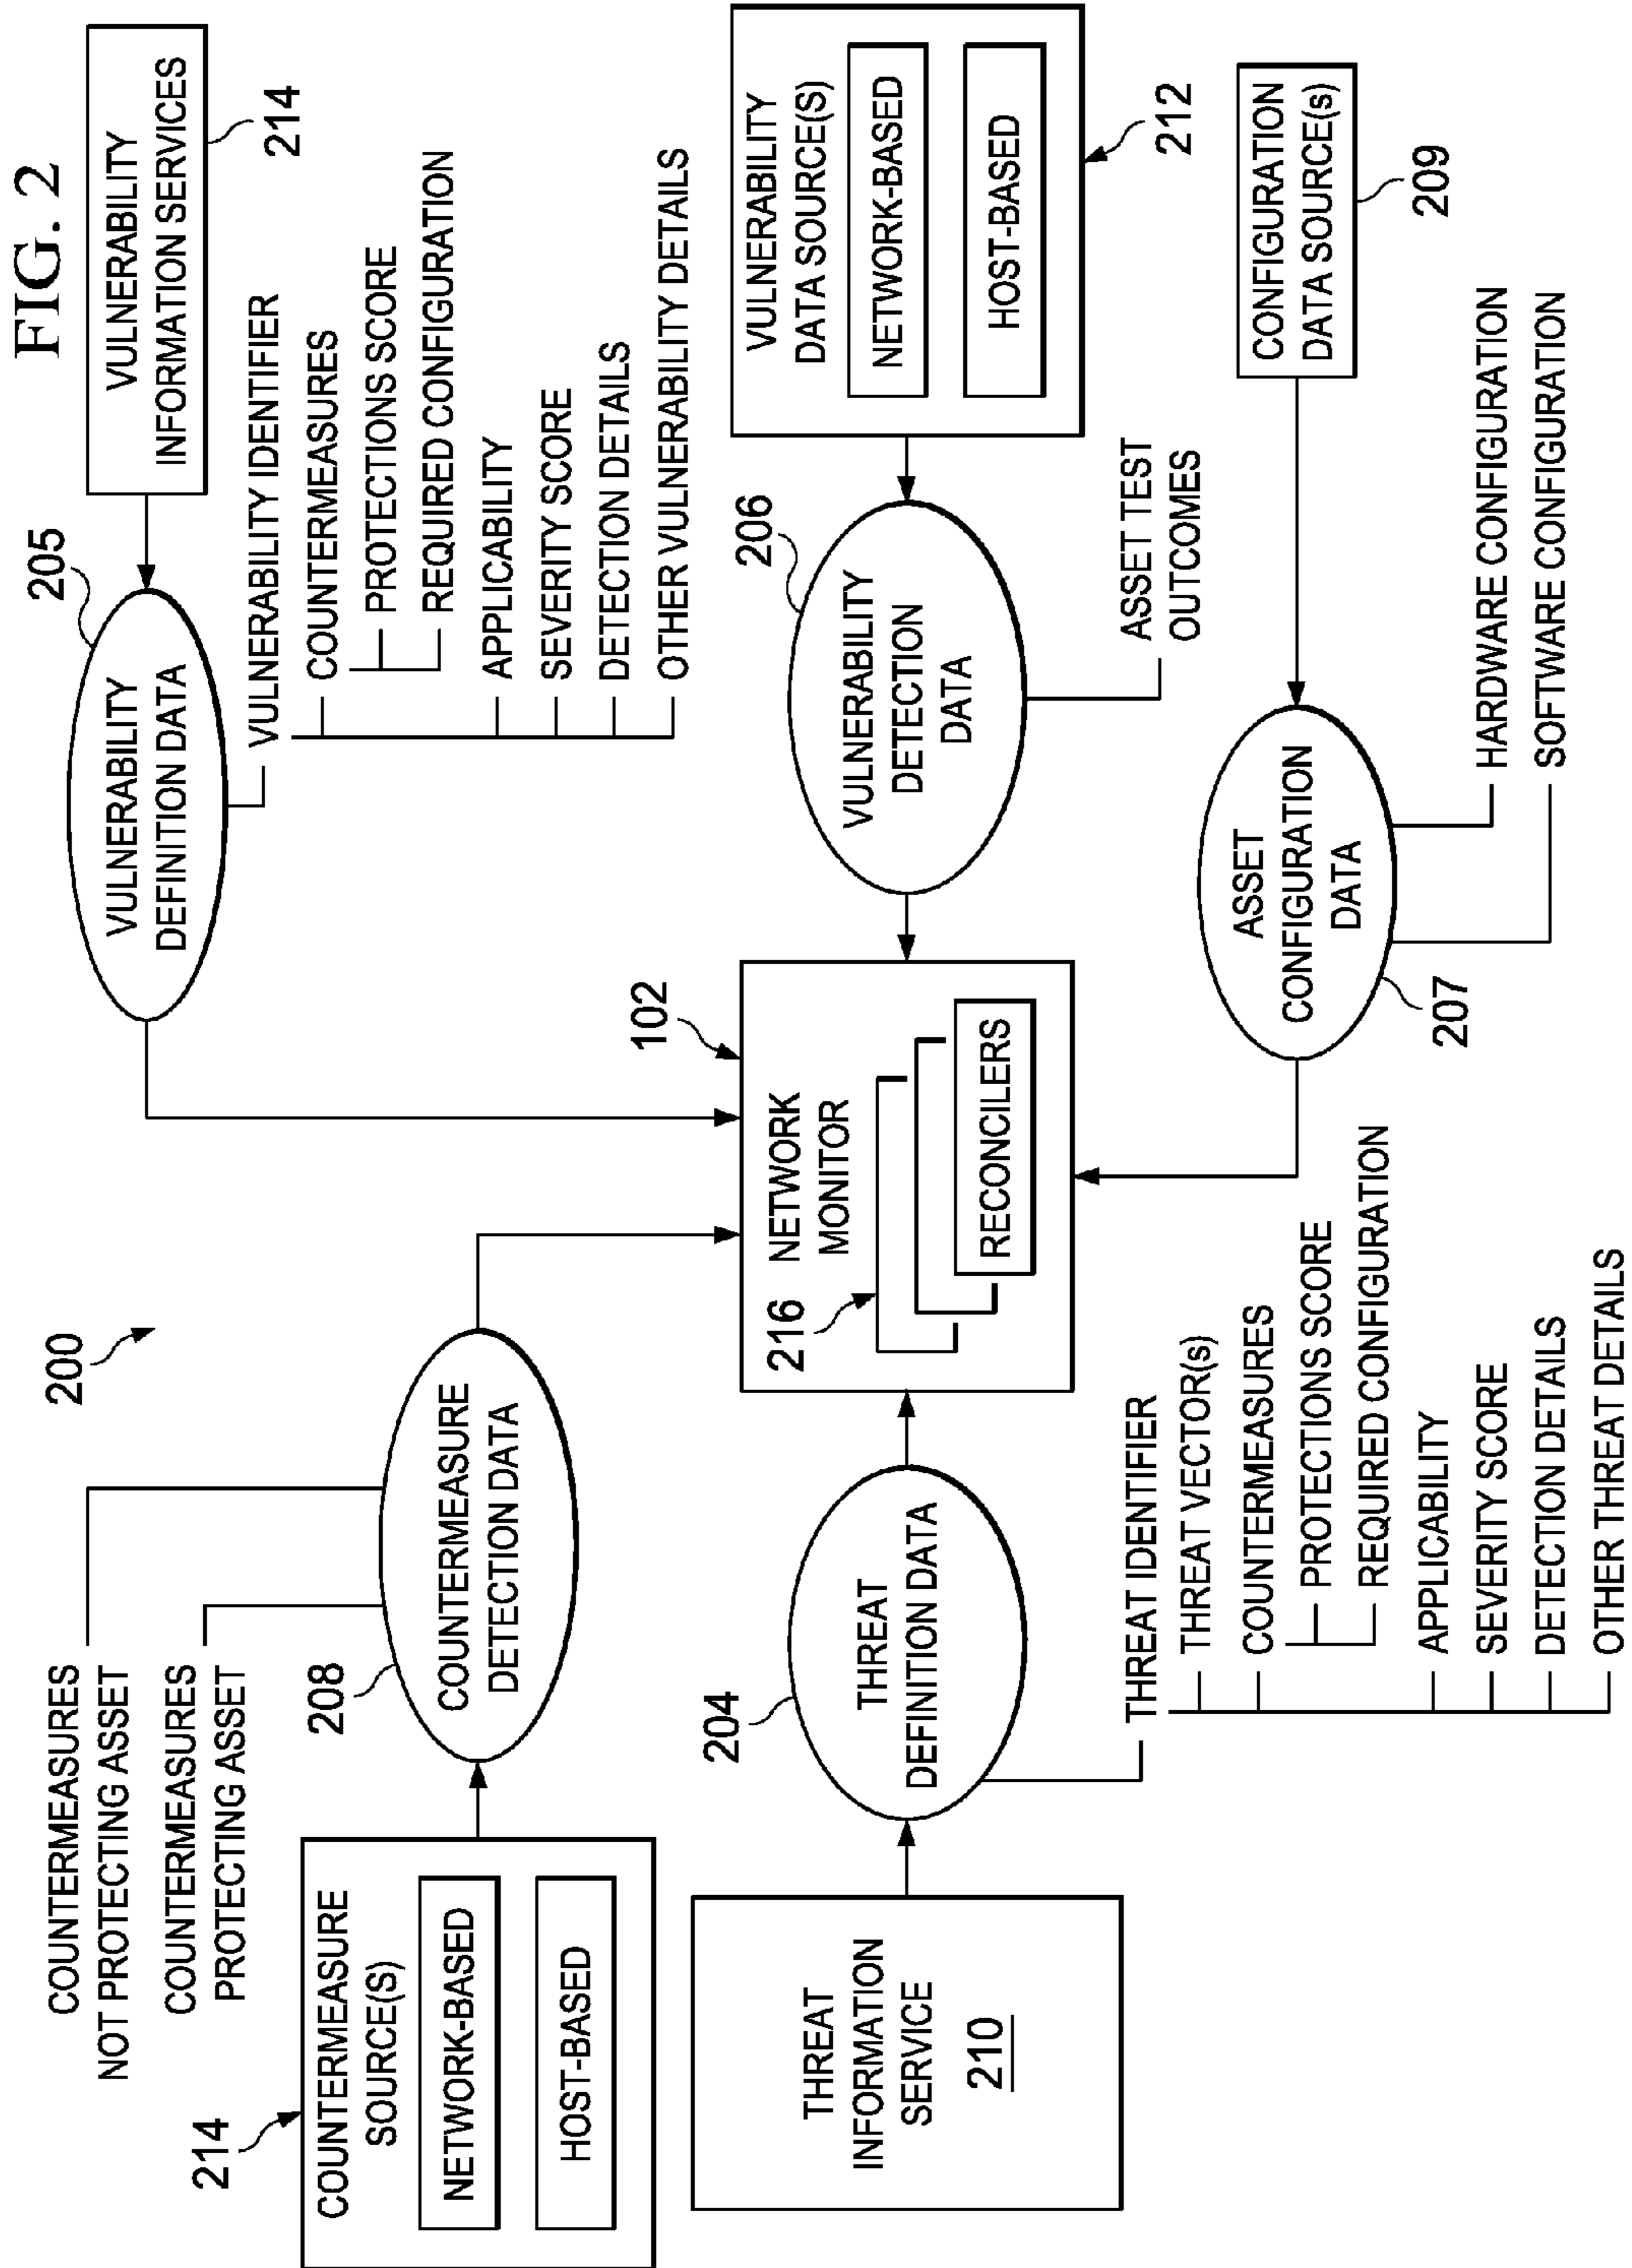 FIG. 2
200
COUNTERMEASURES
NOT PROTECTING ASSET
COUNTERMEASURES
PROTECTING ASSET
214
COUNTERMEASURE
SOURCE(S)
NETWORK-BASED
HOST-BASED
208
COUNTERMEASURE
DETECTION DATA
205
VULNERABILITY
DEFINITION DATA
VULNERABILITY
INFORMATION SERVICES
214
VULNERABILITY IDENTIFIER
COUNTERMEASURES
PROTECTIONS SCORE
REQUIRED CONFIGURATION
APPLICABILITY
SEVERITY SCORE
DETECTION DETAILS
OTHER VULNERABILITY DETAILS
THREAT
INFORMATION
SERVICE
210
204
THREAT
DEFINITION DATA
THREAT IDENTIFIER
THREAT VECTOR(s)
COUNTERMEASURES
PROTECTIONS SCORE
REQUIRED CONFIGURATION
APPLICABILITY
SEVERITY SCORE
DETECTION DETAILS
OTHER THREAT DETAILS
102
NETWORK
MONITOR
216
RECONCILERS
206
VULNERABILITY
DETECTION
DATA
ASSET TEST
OUTCOMES
VULNERABILITY
DATA SOURCE(S)
NETWORK-BASED
HOST-BASED
212
ASSET
CONFIGURATION
DATA
207
HARDWARE CONFIGURATION
SOFTWARE CONFIGURATION
CONFIGURATION
DATA SOURCE(s)
209